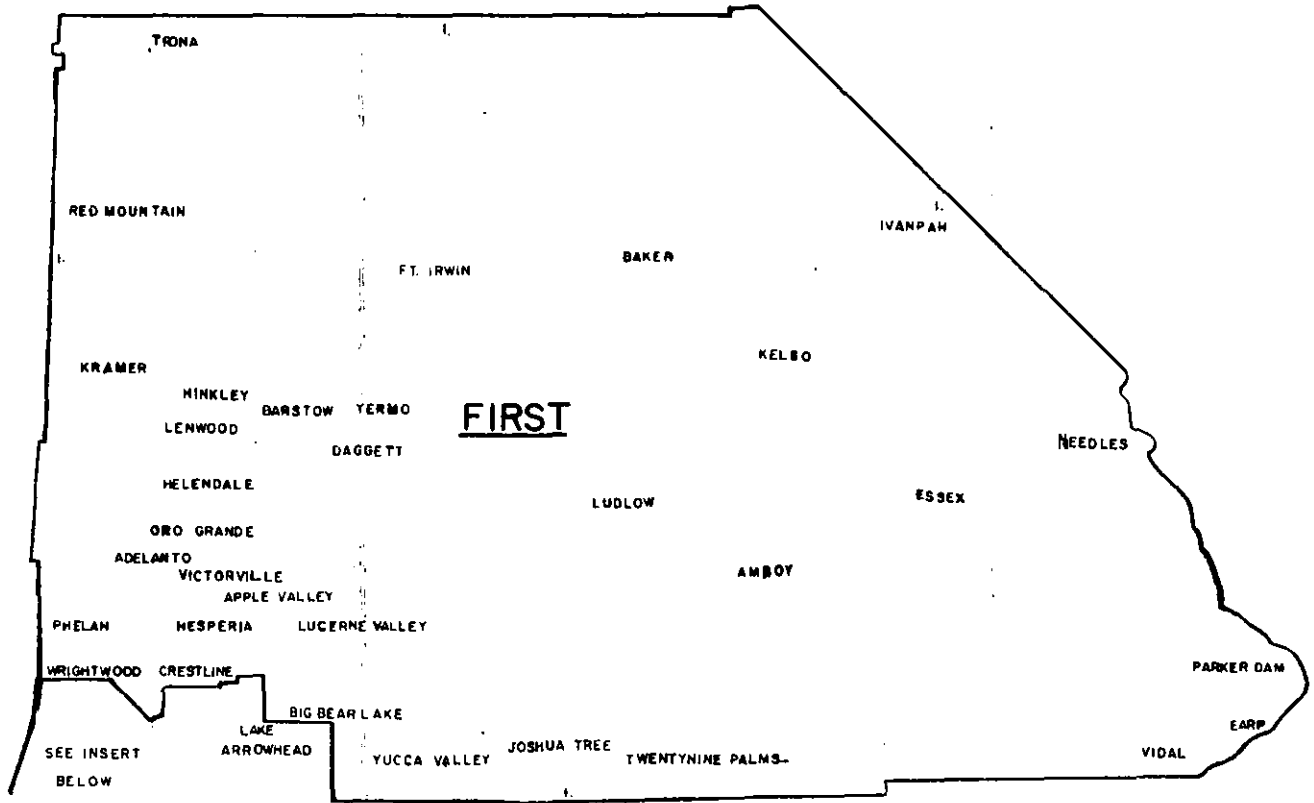 TRONA
RED MOUNTAIN
IVANPAH
BAKER
FT. IRWIN
KELSO
KRAMER
HINKLEY
BARSTOW
YERMO
FIRST
LENWOOD
DAGGETT
NEEDLES
HELENDALE
LUDLOW
ESSEX
ORO GRANDE
ADELANTO
VICTORVILLE
AMBOY
APPLE VALLEY
PHELAN
HESPERIA
LUCERNE VALLEY
WRIGHTWOOD
CRESTLINE
PARKER DAM
BIG BEAR LAKE
LAKE
ARROWHEAD
EARP
SEE INSERT
BELOW
YUCCA VALLEY
JOSHUA TREE
TWENTYNINE PALMS
VIDAL